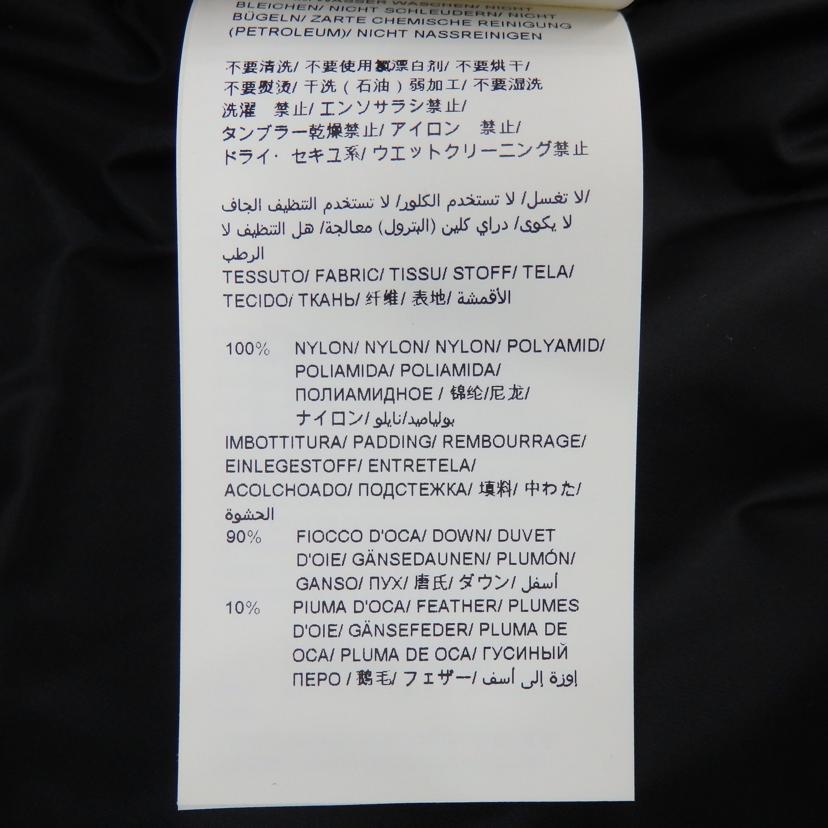 WASSER WASCHEN/ NICHT
BLEICHEN/ NICHT SCHLEUDERN/ NICHT
BÜGELN/ ZARTE CHEMISCHE REINIGUNG
(PETROLEUM)/ NICHT NASSREINIGEN
不要清洗/ 不要使用氯漂白剂/ 不要烘干/
不要熨烫/ 干洗（石油）弱加工/ 不要湿洗
洗濯　禁止/ エンソサラシ禁止/
タンブラー乾燥禁止/ アイロン　禁止/
ドライ・セキユ系/ ウエットクリーニング禁止
لا تغسل/ لا تستخدم الكلور/ لا تستخدم التنظيف الجاف/
لا يكوى/ دراي كلين (البترول) معالجة/ هل التنظيف لا
الرطب
TESSUTO/ FABRIC/ TISSU/ STOFF/ TELA/
TECIDO/ ТКАНЬ/ 纤维/ 表地/ الأقمشة
100% NYLON/ NYLON/ NYLON/ POLYAMID/
POLIAMIDA/ POLIAMIDA/
ПОЛИАМИДНОЕ / 锦纶/尼龙/
ナイロン/ بولياميد/نايلو
IMBOTTITURA/ PADDING/ REMBOURRAGE/
EINLEGESTOFF/ ENTRETELA/
ACOLCHOADO/ ПОДСТЕЖКА/ 填料/ 中わた/
الحشوة
90% FIOCCO D'OCA/ DOWN/ DUVET
D'OIE/ GÄNSEDAUNEN/ PLUMÓN/
GANSO/ ПУХ/ 唐氏/ ダウン/ أسفل
10% PIUMA D'OCA/ FEATHER/ PLUMES
D'OIE/ GÄNSEFEDER/ PLUMA DE
OCA/ PLUMA DE OCA/ ГУСИНЫЙ
ПЕРО / 鹅毛/ フェザー/ إوزة إلى أسف